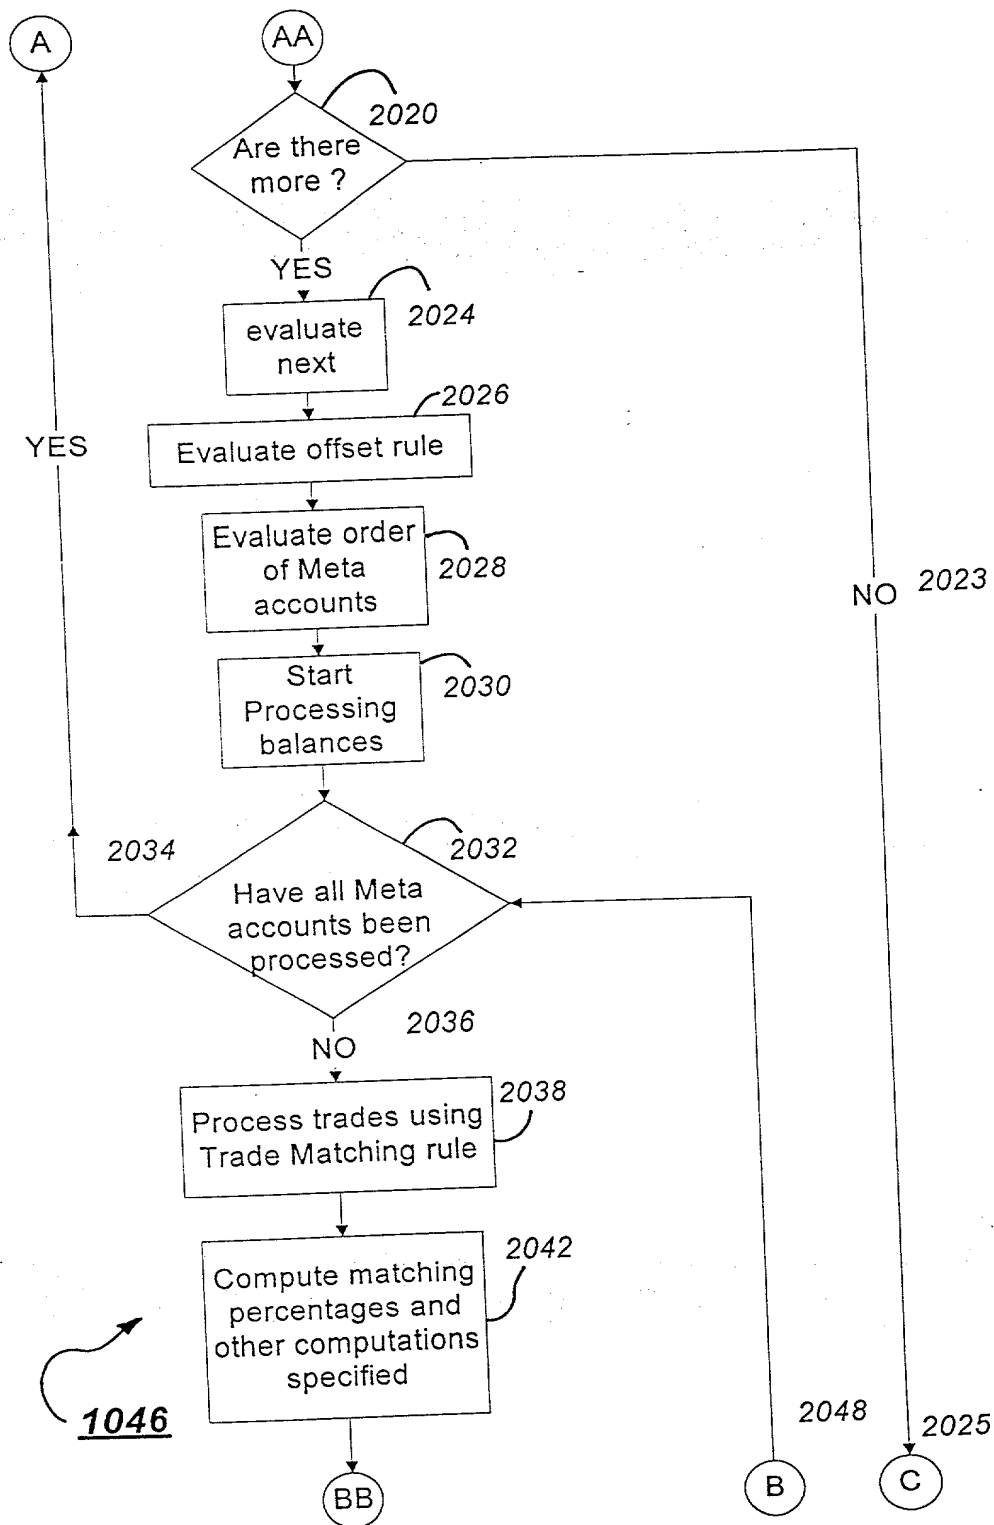 A
AA
2020
Are there
more ?
YES
2024
evaluate
next
2026
YES
Evaluate offset rule
Evaluate order
of Meta
accounts
2028
NO
2023
Start
Processing
balances
2030
2034
2032
Have all Meta
accounts been
processed?
2036
NO
2038
Process trades using
Trade Matching rule
2042
Compute matching
percentages and
other computations
specified
1046
2048
2025
BB
B
C